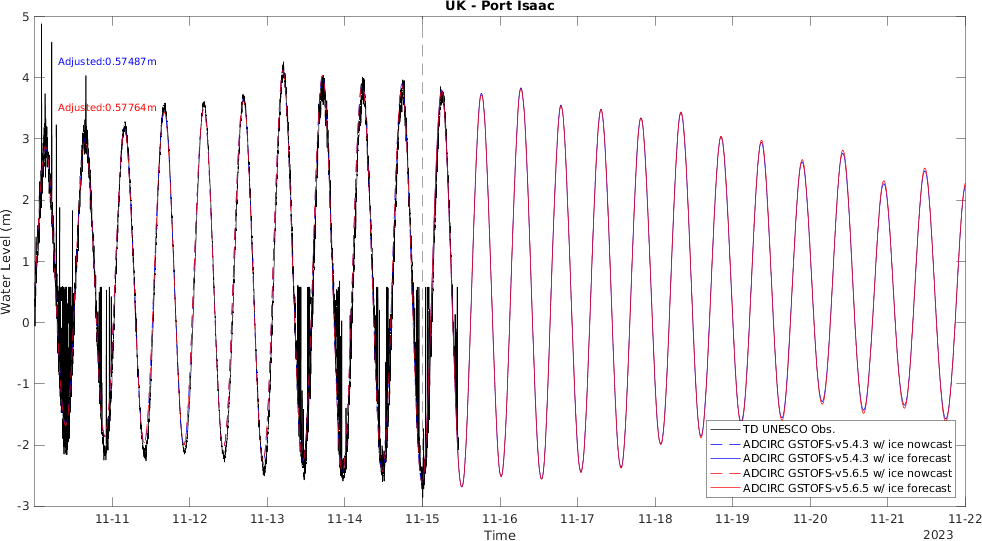 UK - Port Isaac
Adjusted:0.57487m
Adjusted:0.57764m
Water Level (m)
5
4
3
2
1
0
-1
-2
-3
TD UNESCO Obs.
ADCIRC GSTOFS-v5.4.3 w/ ice nowcast
ADCIRC GSTOFS-v5.4.3 w/ ice forecast
ADCIRC GSTOFS-v5.6.5 w/ ice nowcast
ADCIRC GSTOFS-v5.6.5 w/ ice forecast
11-11 11-12 11-13 11-14 11-15 11-16 11-17 11-18 11-19 11-20 11-21 11-22
Time
2023